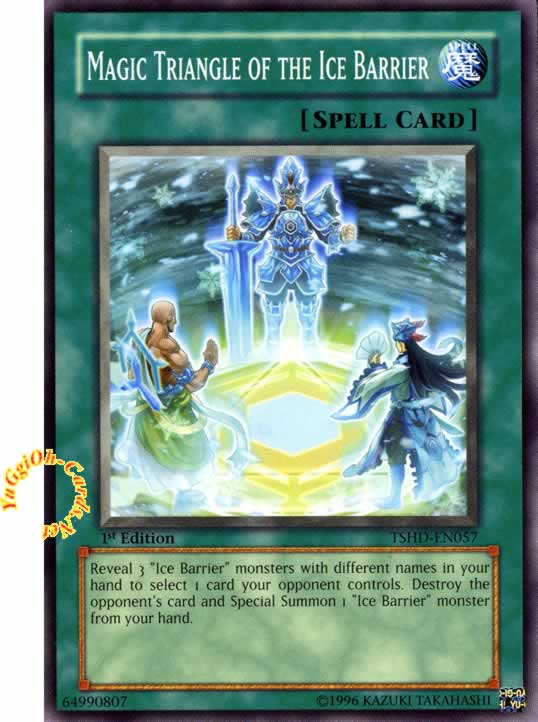 MAGIC TRIANGLE OF THE ICE BARRIER
SPELL
魔
[SPELL CARD]
YuGgiOh-Cards.Net
1st Edition
TSHD-EN057
Reveal 3 "Ice Barrier" monsters with different names in your
hand to select 1 card your opponent controls. Destroy the
opponent's card and Special Summon 1 "Ice Barrier" monster
from your hand.
64990807
©1996 KAZUKI TAKAHASHI